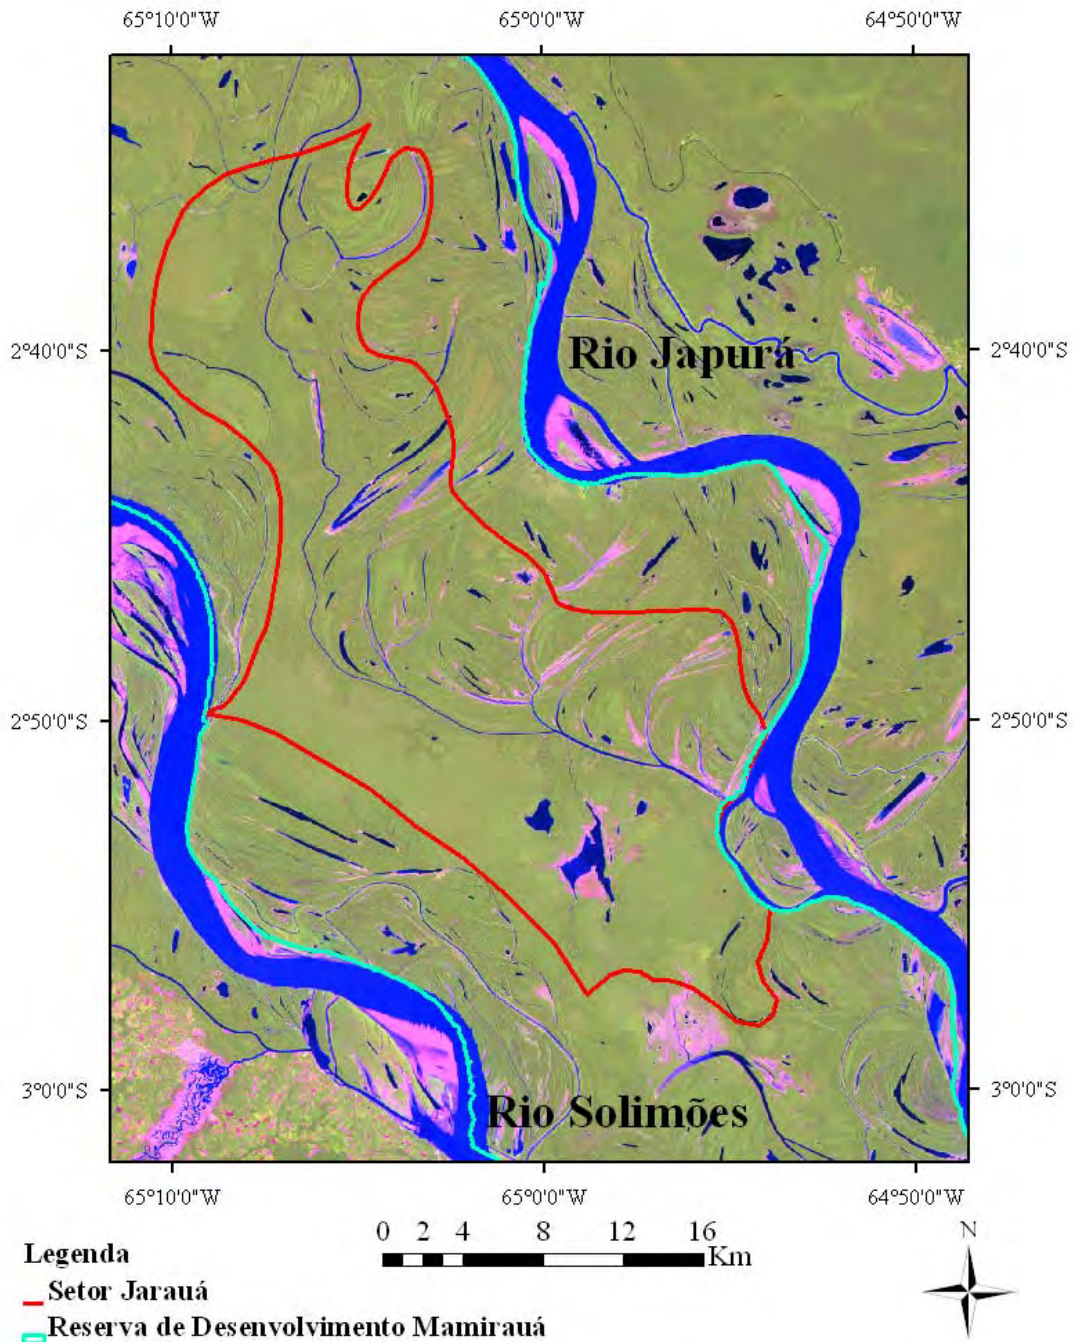 65°10'0"W 65°0'0"W 64°50'0"W
2°40'0"S 2°40'0"S
Rio Japurá
2°50'0"S 2°50'0"S
3°0'0"S 3°0'0"S
Rio Solimões
65°10'0"W 65°0'0"W 64°50'0"W
0 2 4 8 12 16
Km
N
Legenda
Setor Jarauá
Reserva de Desenvolvimento Mamirauá